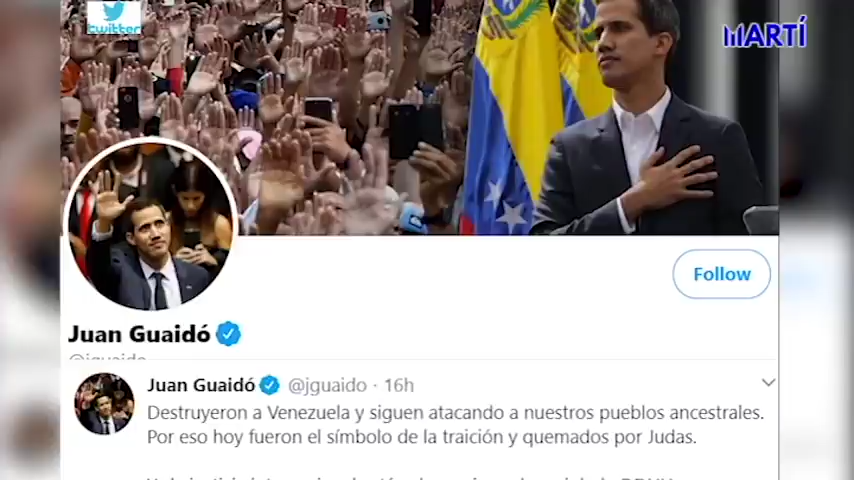 twitter
MARTÍ
Follow
Juan Guaidó
@jguaido
Juan Guaidó @jguaido · 16h
Destruyeron a Venezuela y siguen atacando a nuestros pueblos ancestrales.
Por eso hoy fueron el símbolo de la traición y quemados por Judas.